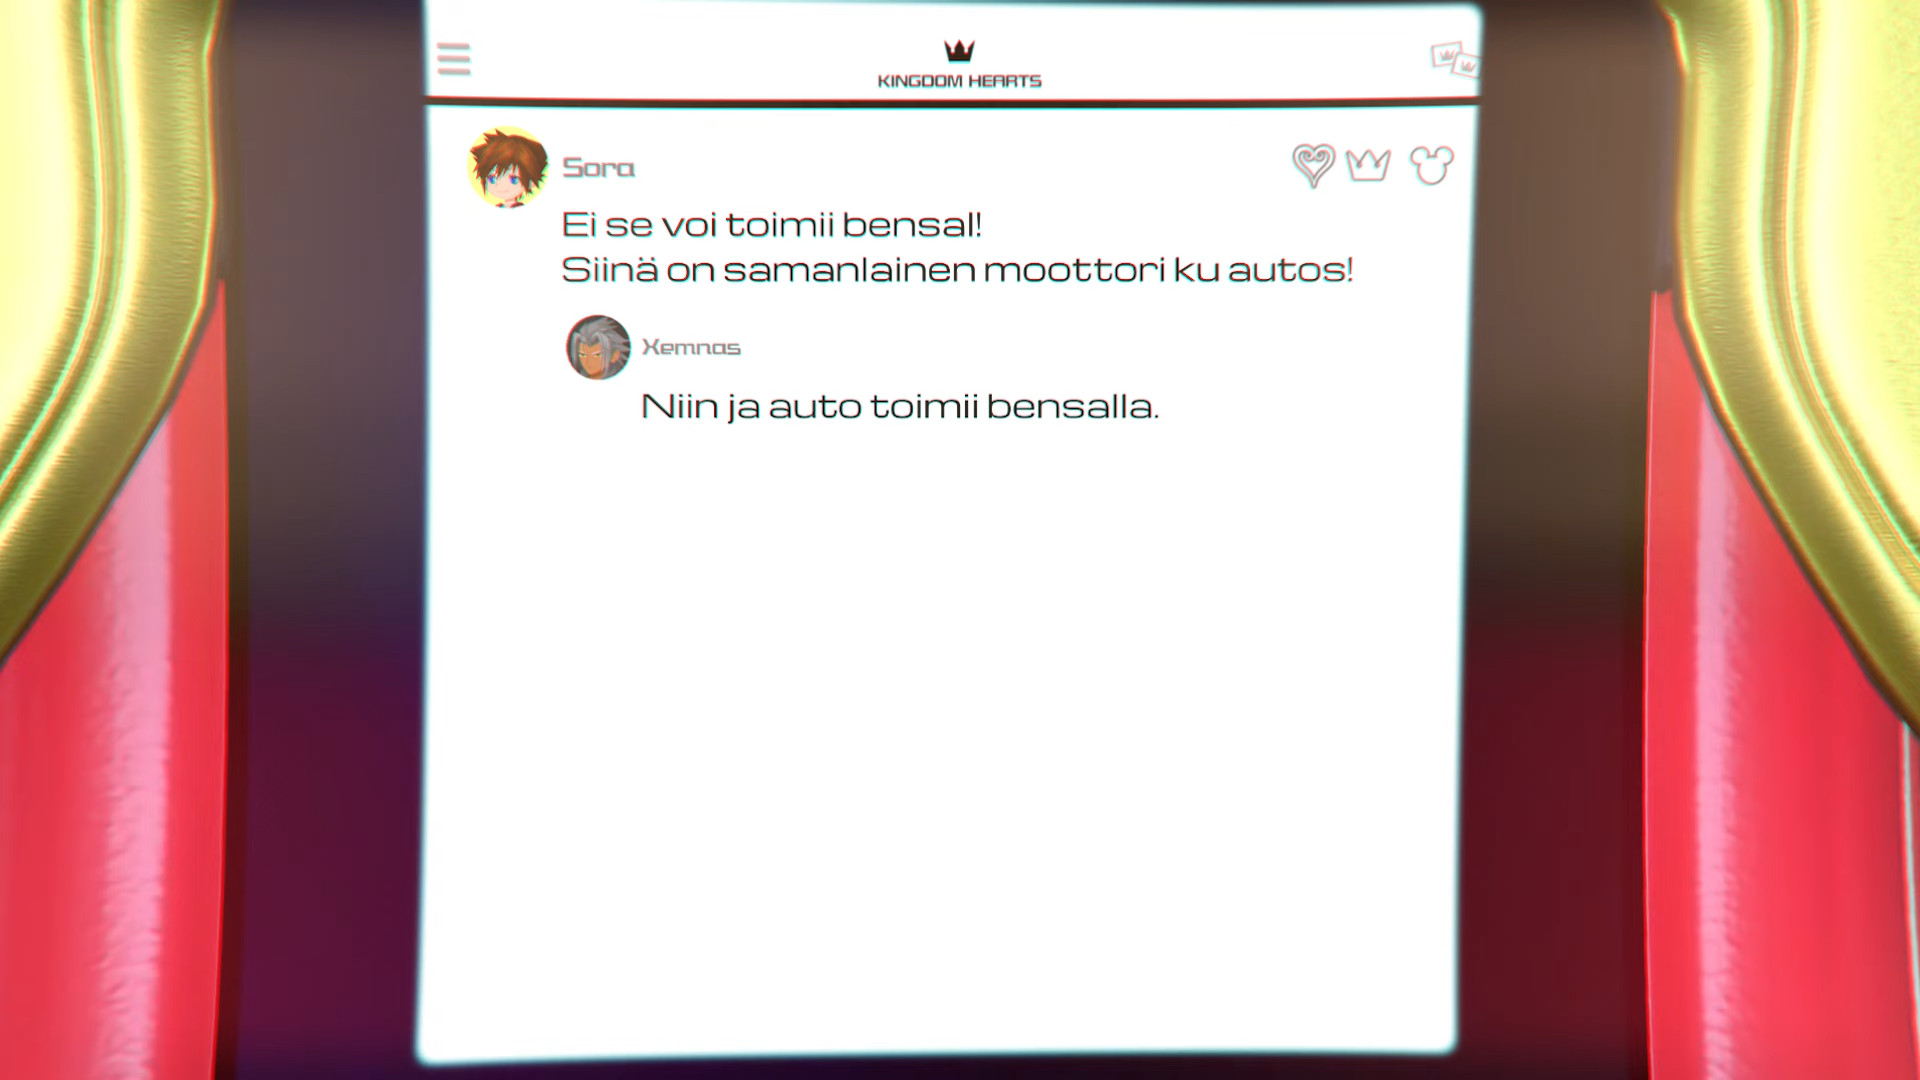 KINGDOM HEARTS
Sora
Ei se voi toimii bensal!
Siinä on samanlainen moottori ku autos!
Xemnas
Niin ja auto toimii bensalla.